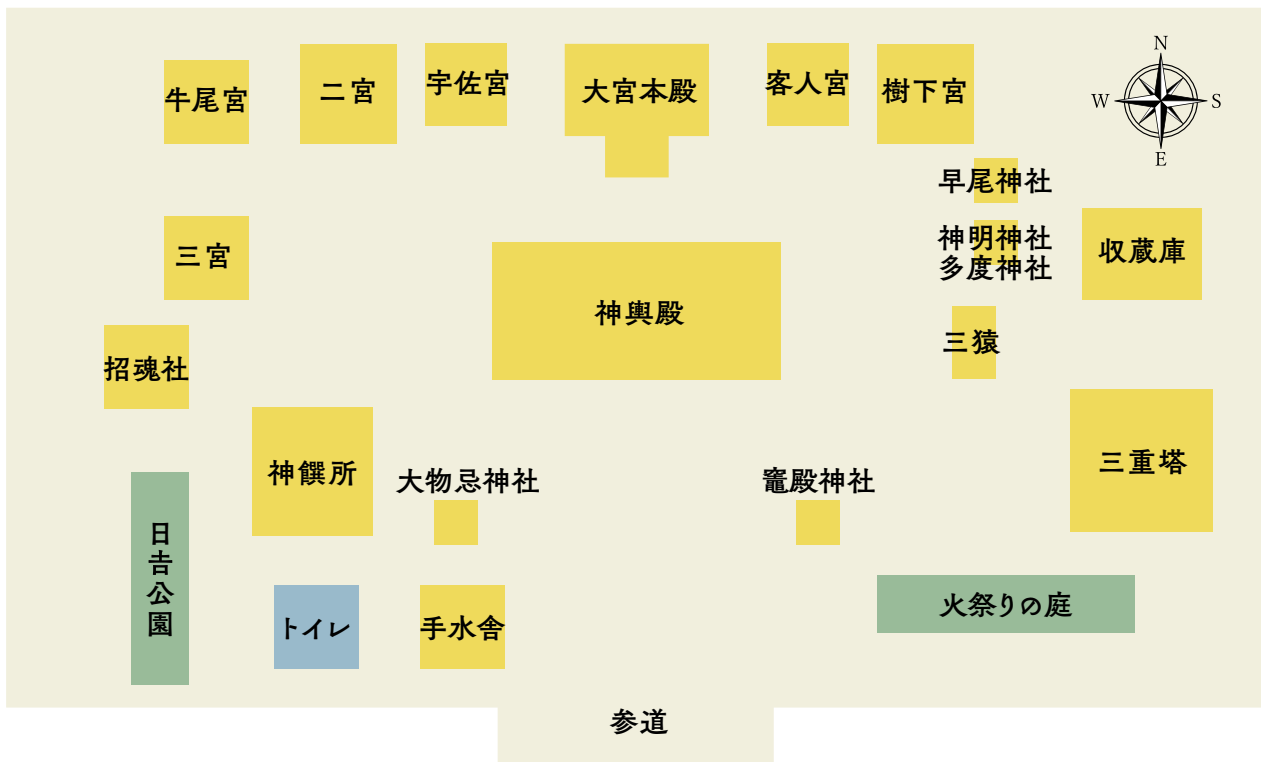 N
W
S
E
牛尾宮
二宮
宇佐宮
大宮本殿
客人宮
樹下宮
早尾神社
神明神社
多度神社
収蔵庫
三宮
神輿殿
三猿
招魂社
神饌所
大物忌神社
竈殿神社
三重塔
日吉公園
トイレ
手水舎
火祭りの庭
参道